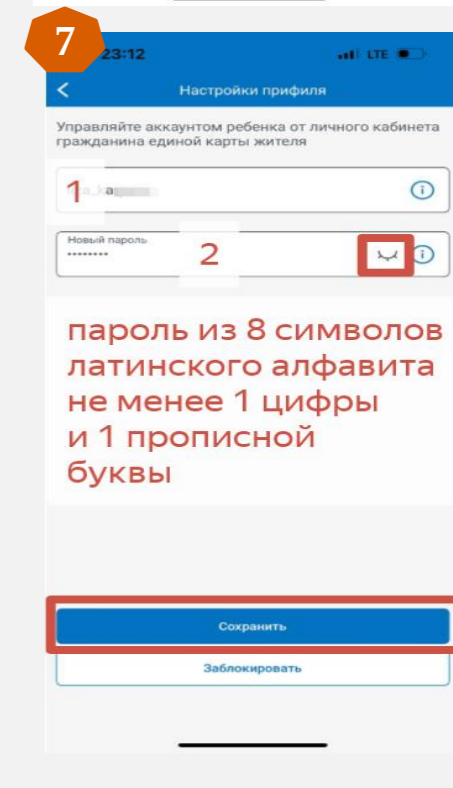 7
23:12
LTE
Настройки прифиля
Управляйте аккаунтом ребенка от личного кабинета
гражданина единой карты жителя
1
Новый пароль
2
пароль из 8 символов
латинского алфавита
не менее 1 цифры
и 1 прописной
буквы
Сохранить
Заблокировать